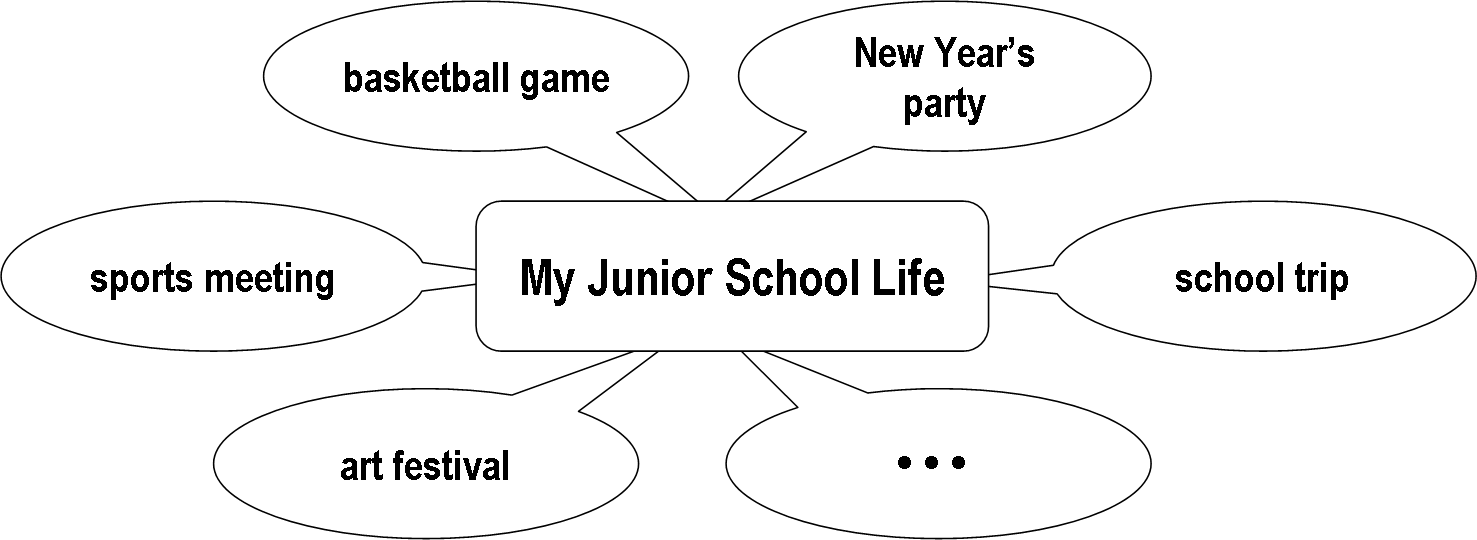 basketball game
New Year’s
party
sports meeting
My Junior School Life
school trip
art festival
•••